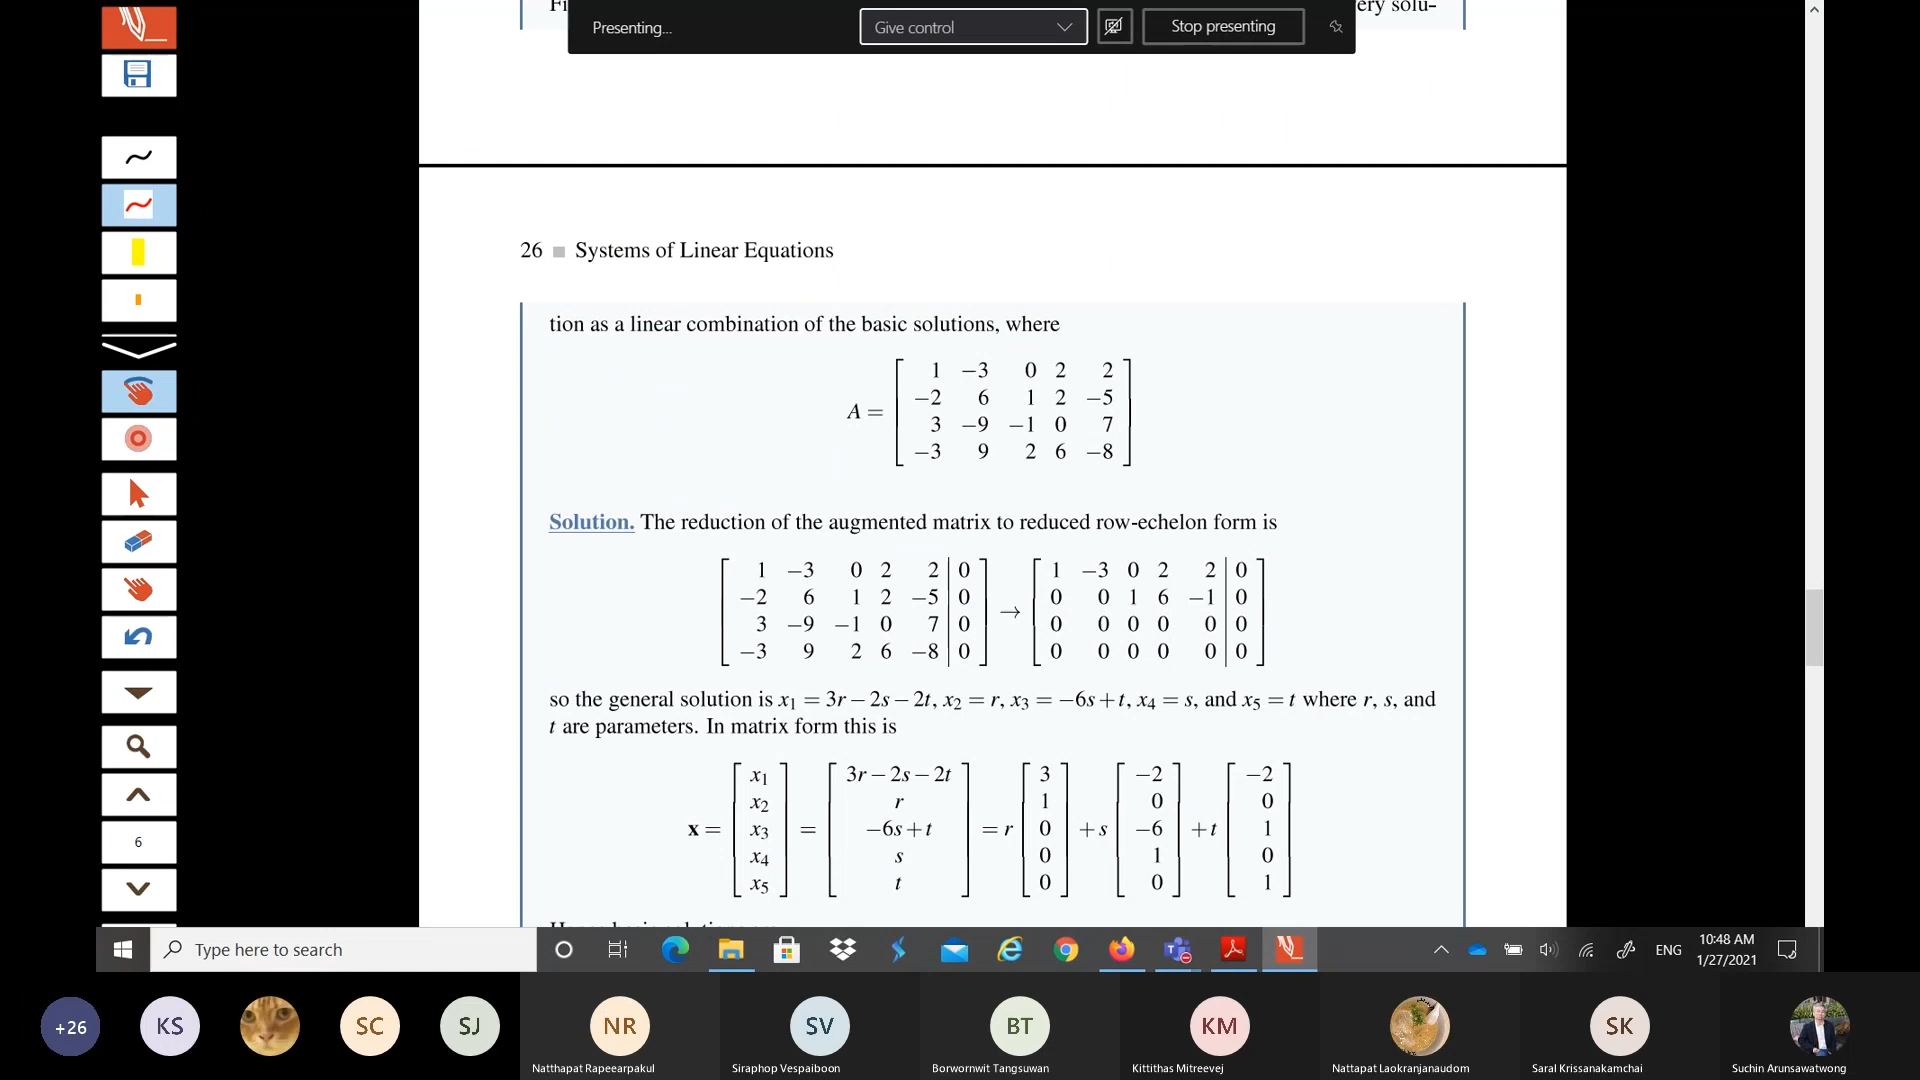 Fi
ery solu-
Presenting...
Give control
Stop presenting
26 ■ Systems of Linear Equations
tion as a linear combination of the basic solutions, where
A =
1 −3 0 2 2
−2 6 1 2 −5
3 −9 −1 0 7
−3 9 2 6 −8
Solution. The reduction of the augmented matrix to reduced row-echelon form is
1 −3 0 2 2 | 0
−2 6 1 2 −5 | 0
3 −9 −1 0 7 | 0
−3 9 2 6 −8 | 0
→
1 −3 0 2 2 | 0
0 0 1 6 −1 | 0
0 0 0 0 0 | 0
0 0 0 0 0 | 0
so the general solution is x₁ = 3r − 2s − 2t, x₂ = r, x₃ = −6s + t, x₄ = s, and x₅ = t where r, s, and
t are parameters. In matrix form this is
x =
x₁
x₂
x₃
x₄
x₅
=
3r − 2s − 2t
r
−6s + t
s
t
= r
3
1
0
0
0
+ s
−2
0
−6
1
0
+ t
−2
0
1
0
1
6
Type here to search
ENG
10:48 AM
1/27/2021
+26
KS
SC
SJ
NR
SV
BT
KM
SK
Natthapat Rapeearpakul
Siraphop Vespaiboon
Borwornwit Tangsuwan
Kittithas Mitreevej
Nattapat Laokranjanaudom
Saral Krissanakamchai
Suchin Arunsawatwong